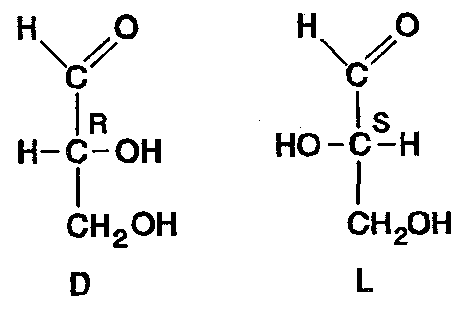 H O H O
C C
R S
H-C-OH HO-C-H
CH₂OH CH₂OH
D L